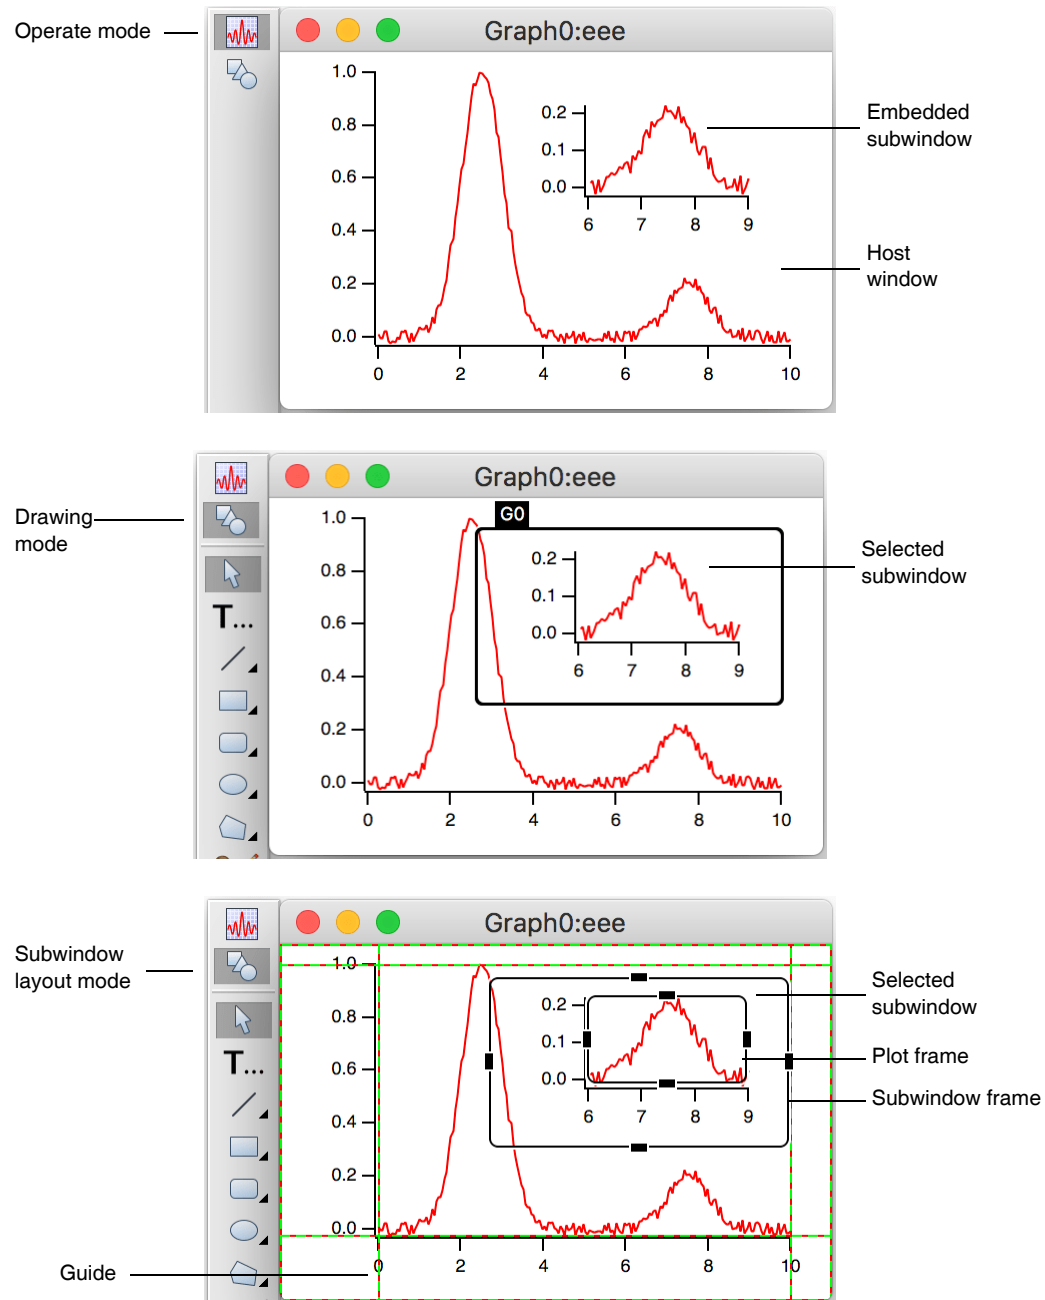 Operate mode
Graph0:eee
1.0
0.8
0.6
0.4
0.2
0.0
0 2 4 6 8 10
0.2
0.1
0.0
6 7 8 9
Embedded
subwindow
Host
window
Drawing
mode
T...
Graph0:eee
G0
1.0
0.8
0.6
0.4
0.2
0.0
0 2 4 6 8 10
0.2
0.1
0.0
6 7 8 9
Selected
subwindow
Subwindow
layout mode
T...
Graph0:eee
1.0
0.8
0.6
0.4
0.2
0.0
0 2 4 6 8 10
0.2
0.1
0.0
6 7 8 9
Selected
subwindow
Plot frame
Subwindow frame
Guide